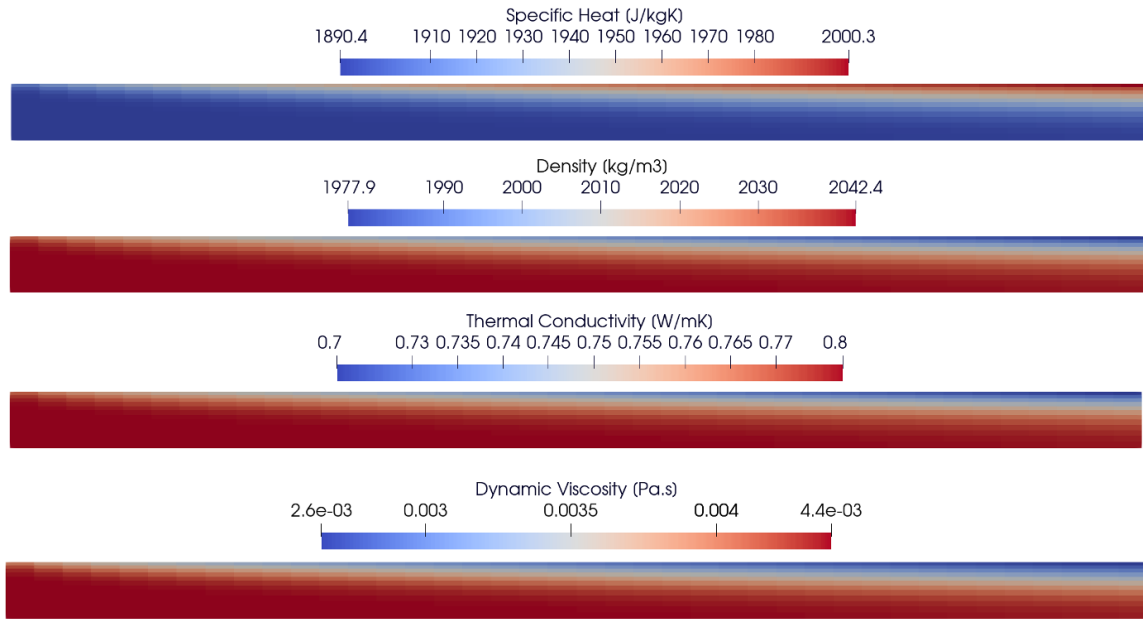 Specific Heat (J/kgK)
1890.4 1910 1920 1930 1940 1950 1960 1970 1980 2000.3
Density (kg/m3)
1977.9 1990 2000 2010 2020 2030 2042.4
Thermal Conductivity (W/mK)
0.7 0.73 0.735 0.74 0.745 0.75 0.755 0.76 0.765 0.77 0.8
Dynamic Viscosity (Pa.s)
2.6e-03 0.003 0.0035 0.004 4.4e-03